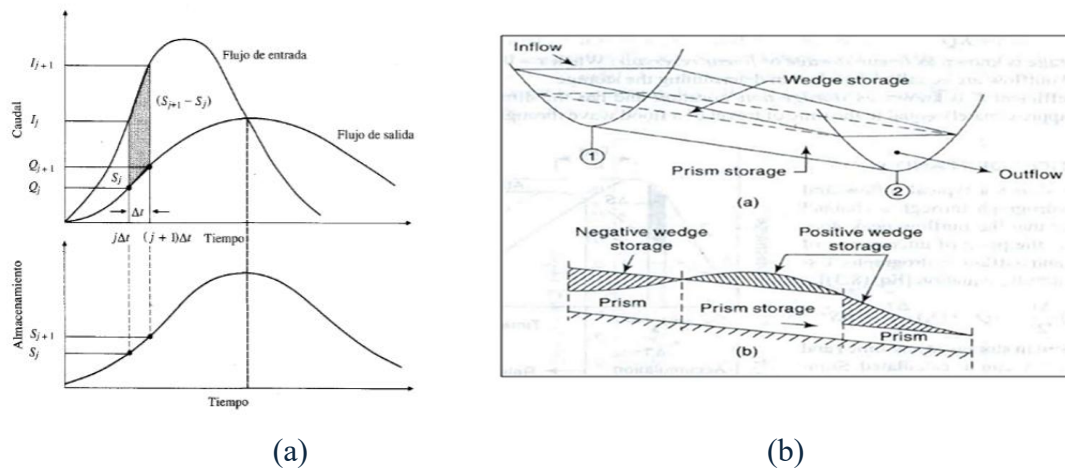 Caudal
I_{j+1}
I_j
Q_{j+1}
Q_j
Flujo de entrada
(S_{j+1} − S_j)
Flujo de salida
S_j
Δt
jΔt
(j + 1)Δt
Tiempo
Almacenamiento
S_{j+1}
S_j
Tiempo
(a)
Inflow
Wedge storage
1
Prism storage
2
Outflow
(a)
Negative wedge
storage
Positive wedge
storage
Prism
Prism storage
Prism
(b)
(b)